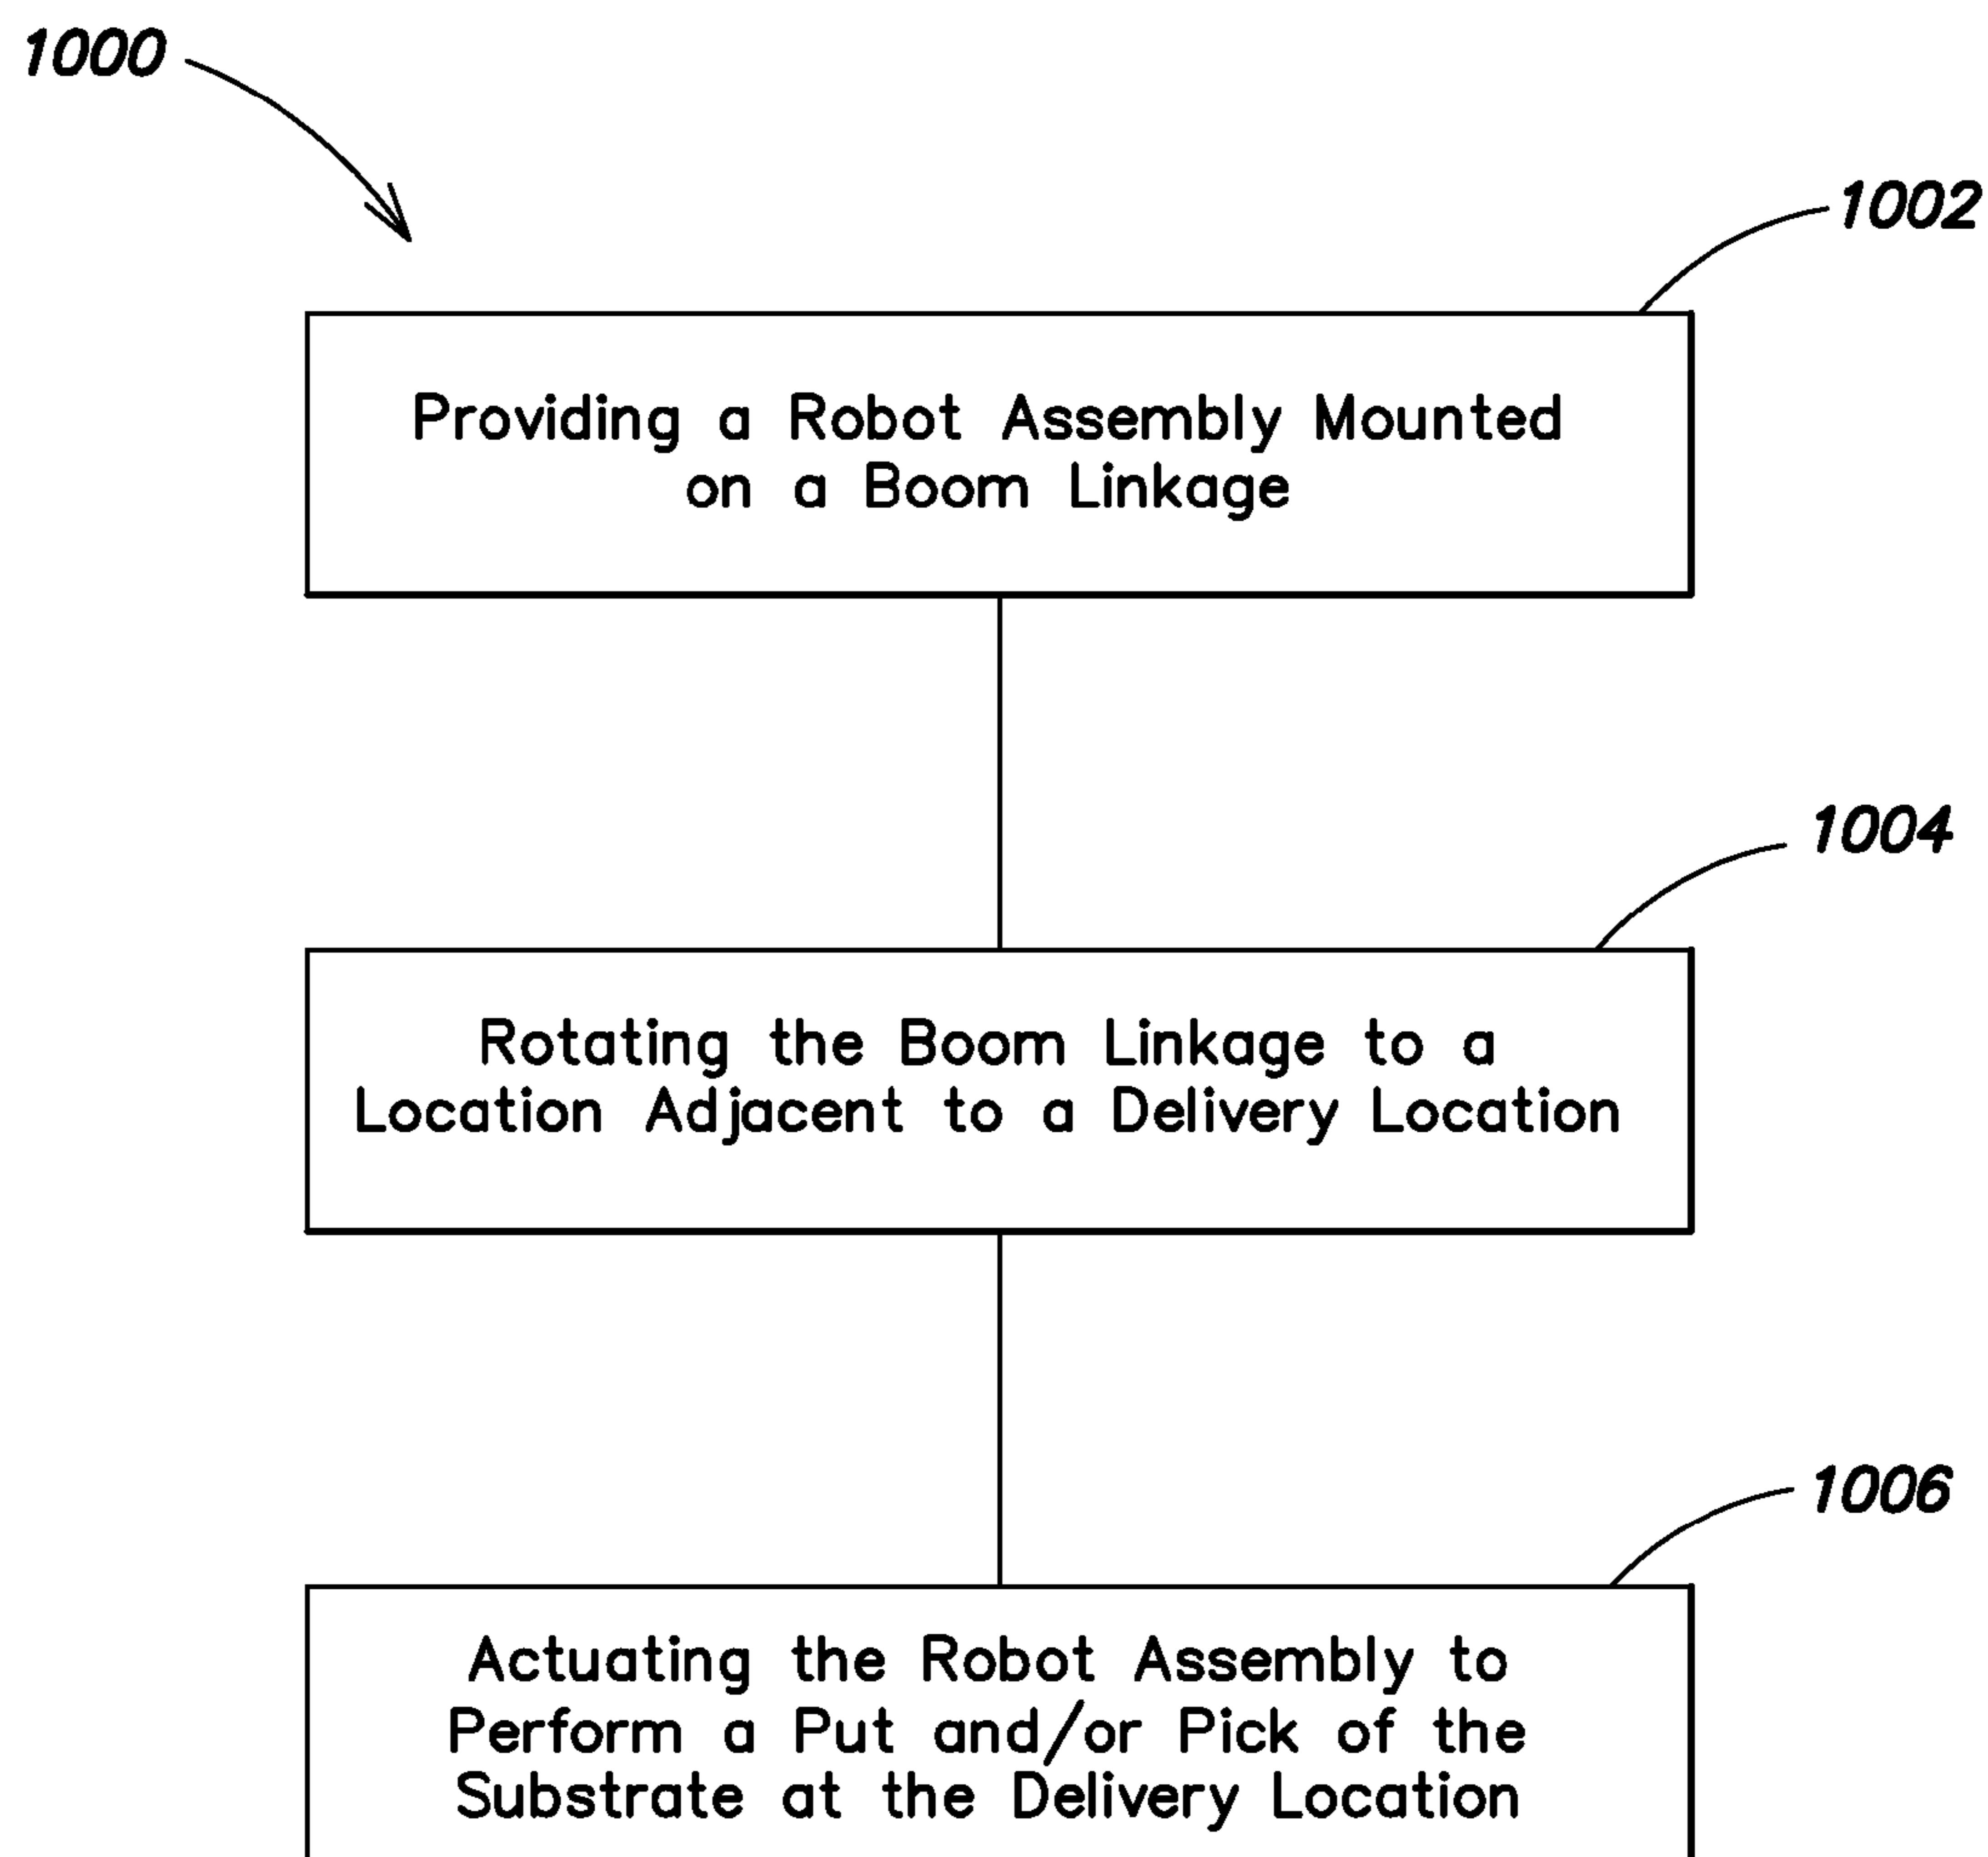 1000
1002
Providing a Robot Assembly Mounted
on a Boom Linkage
1004
Rotating the Boom Linkage to a
Location Adjacent to a Delivery Location
1006
Actuating the Robot Assembly to
Perform a Put and/or Pick of the
Substrate at the Delivery Location